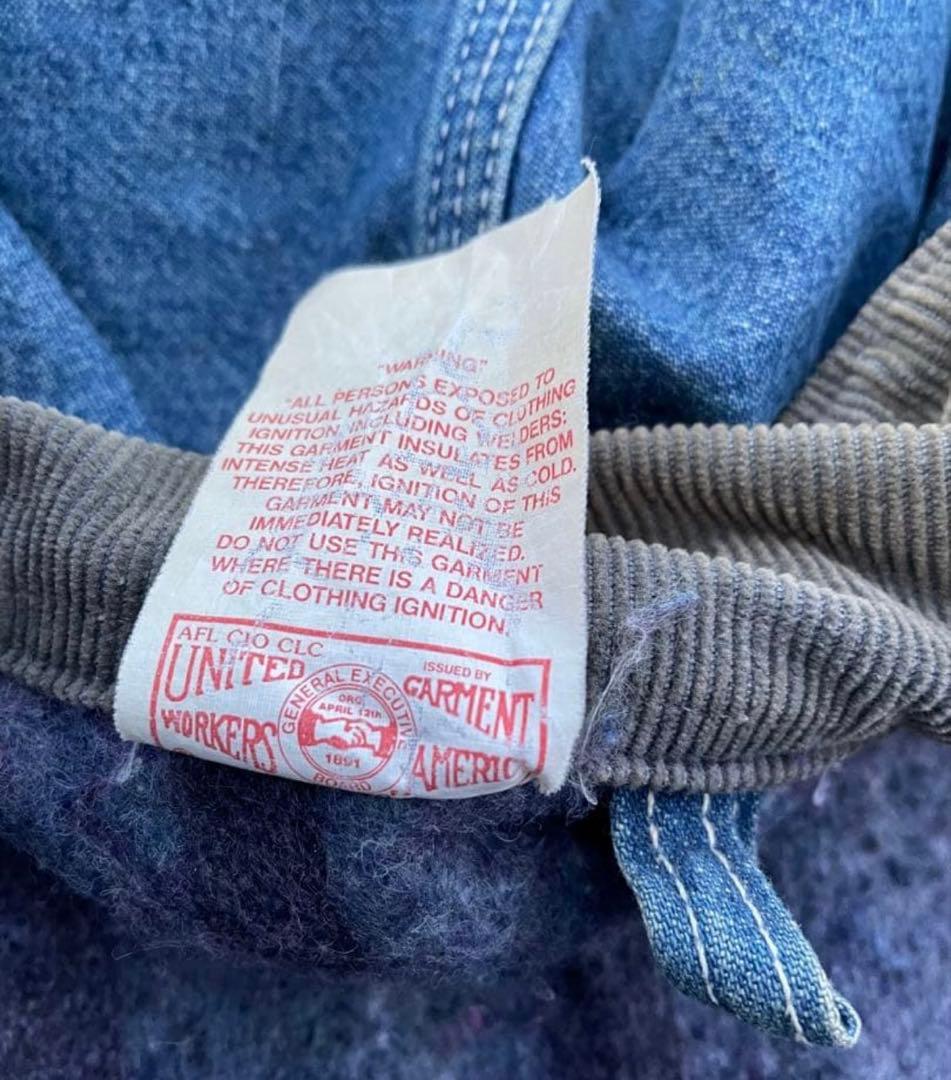 "WARNING"
"ALL PERSONS EXPOSED TO
UNUSUAL HAZARDS OF CLOTHING
IGNITION, INCLUDING WELDERS:
THIS GARMENT INSULATES FROM
INTENSE HEAT AS WELL AS COLD.
THEREFORE, IGNITION OF THIS
GARMENT MAY NOT BE
IMMEDIATELY REALIZED.
DO NOT USE THIS GARMENT
WHERE THERE IS A DANGER
OF CLOTHING IGNITION.
AFL CIO CLC
ISSUED BY
UNITED
GARMENT
WORKERS
AMERIC
GENERAL EXECUTIVE
BOARD
ORG.
APRIL 12th
1891